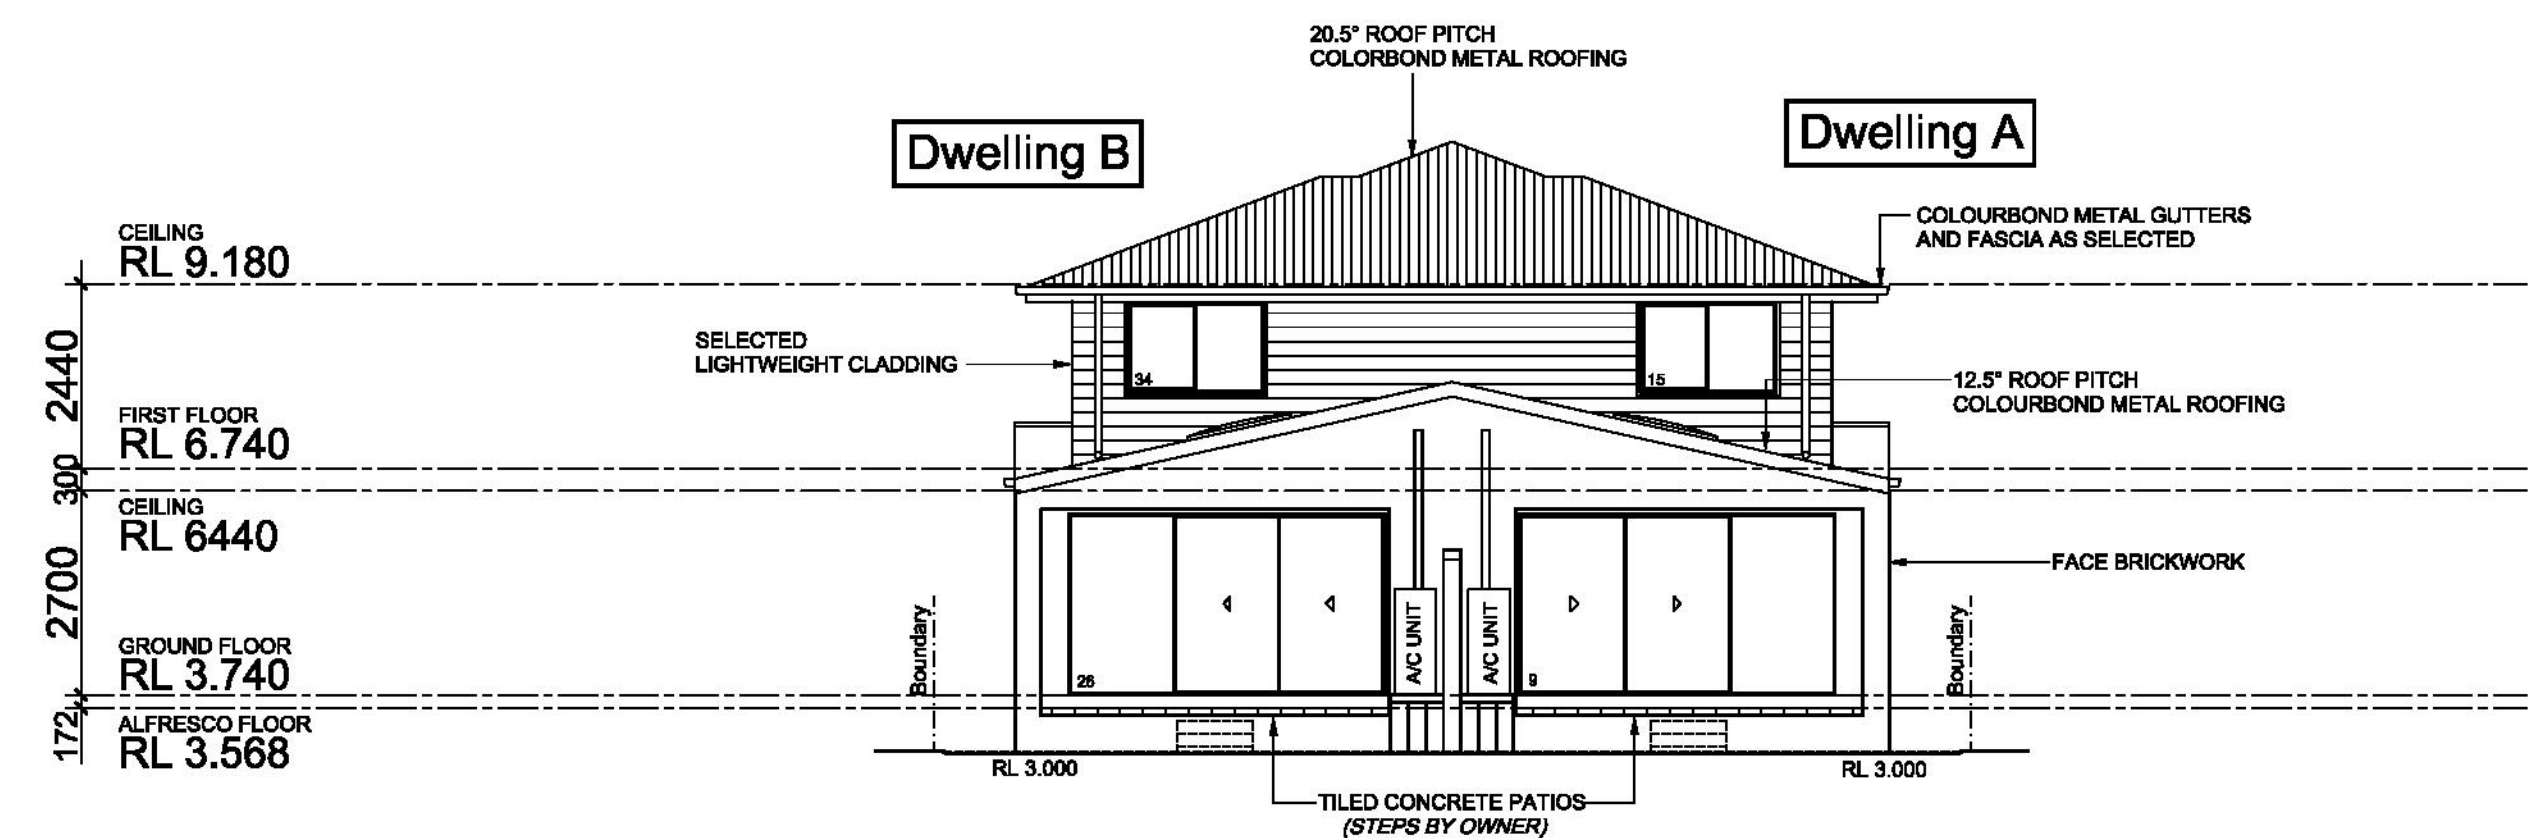 20.5° ROOF PITCH
COLORBOND METAL ROOFING
Dwelling B
Dwelling A
COLOURBOND METAL GUTTERS
AND FASCIA AS SELECTED
CEILING
RL 9.180
2440
SELECTED
LIGHTWEIGHT CLADDING
34
15
12.5° ROOF PITCH
COLOURBOND METAL ROOFING
FIRST FLOOR
RL 6.740
300
CEILING
RL 6440
2700
FACE BRICKWORK
Boundary
A/C UNIT
A/C UNIT
Boundary
GROUND FLOOR
RL 3.740
26
9
172
ALFRESCO FLOOR
RL 3.568
RL 3.000
RL 3.000
TILED CONCRETE PATIOS
(STEPS BY OWNER)